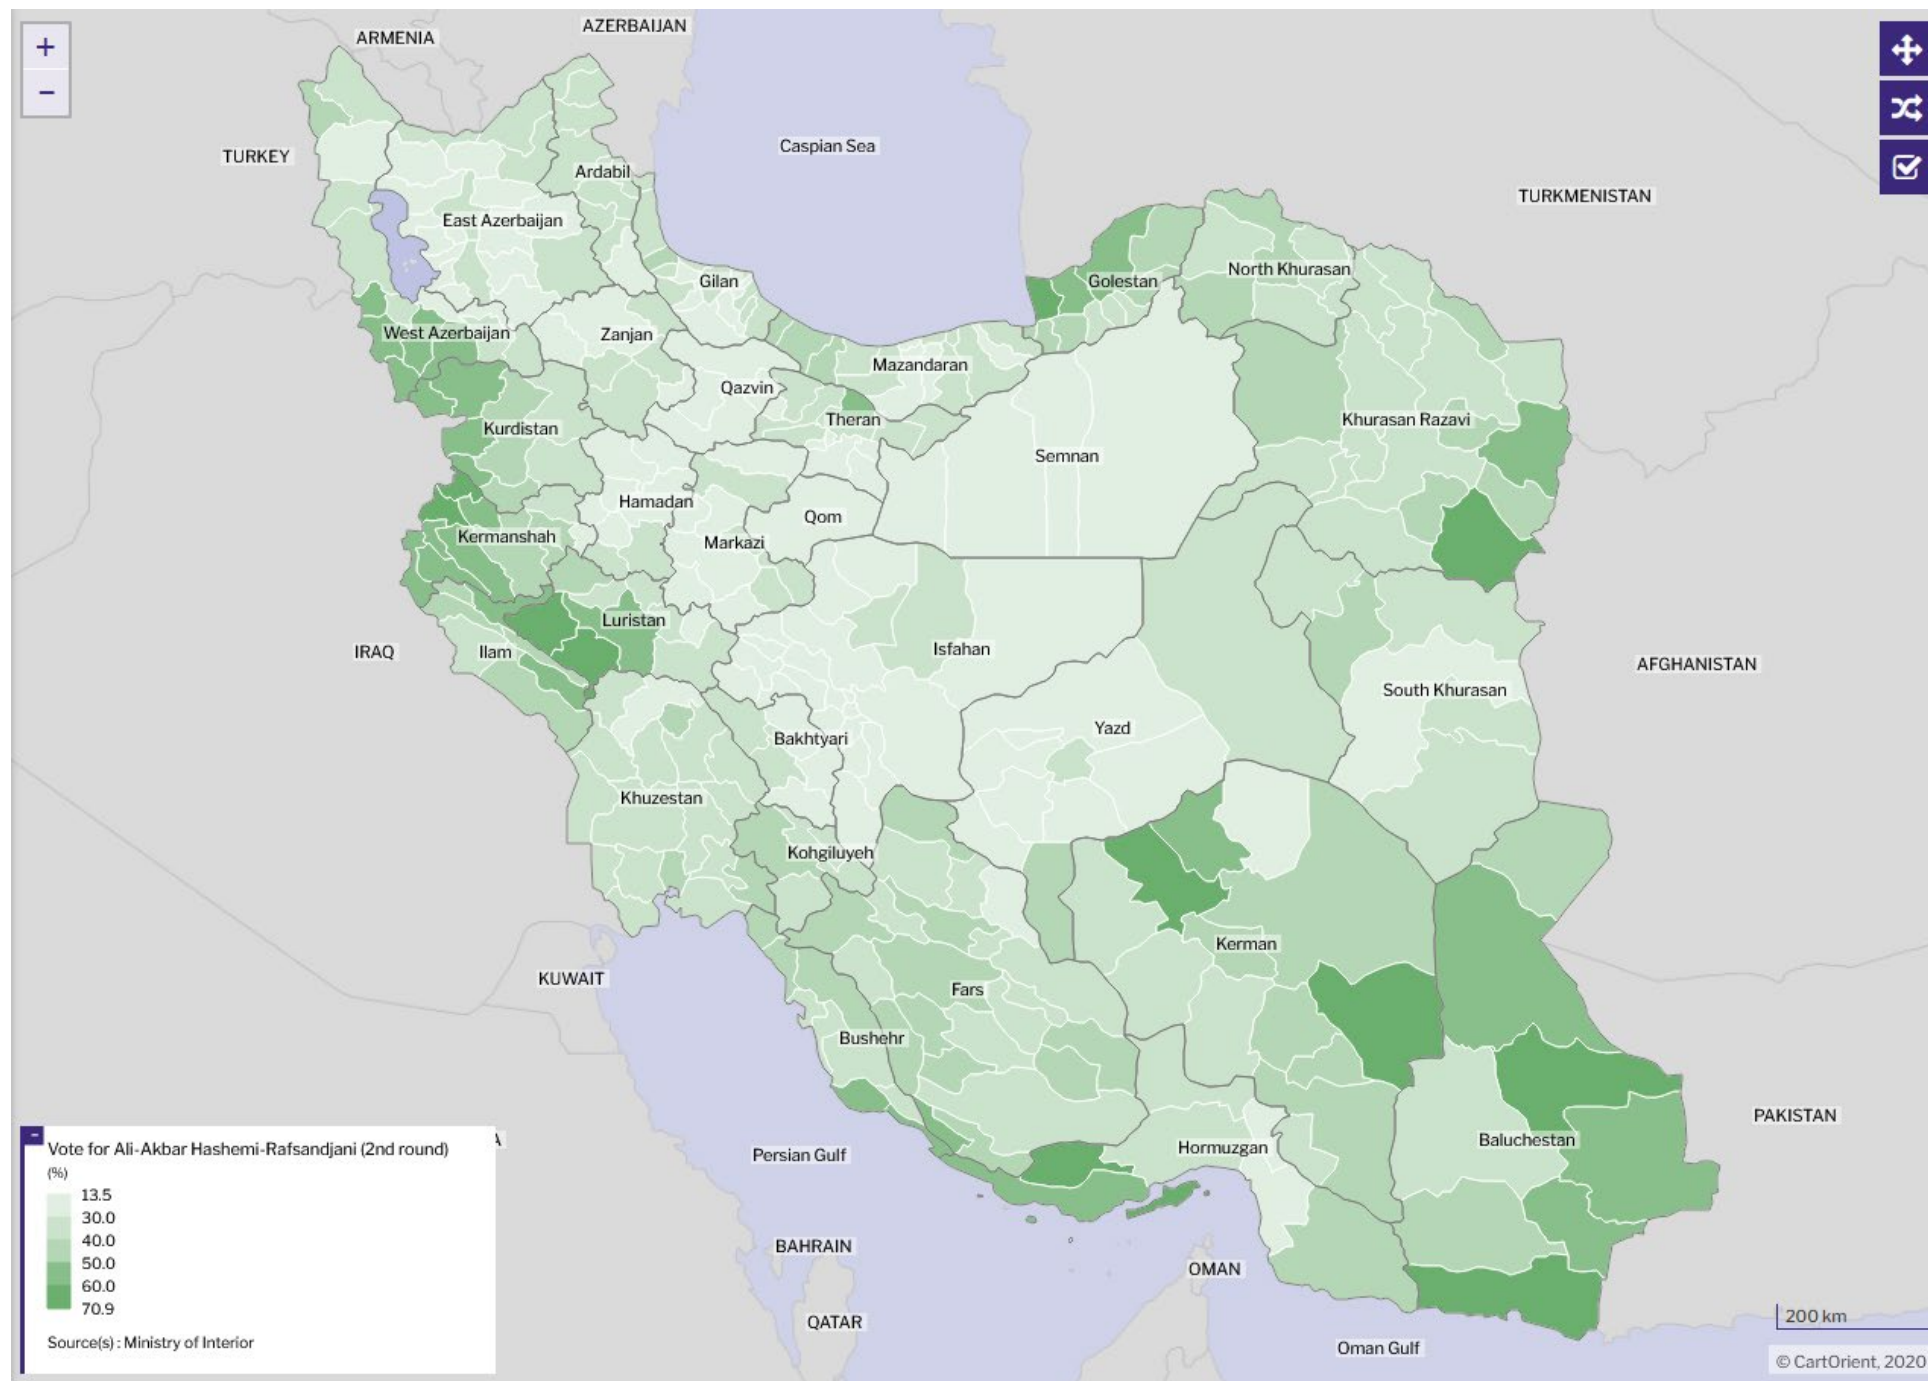 +
−
ARMENIA
AZERBAIJAN
TURKEY
Caspian Sea
TURKMENISTAN
Ardabil
East Azerbaijan
Gilan
Golestan
North Khurasan
West Azerbaijan
Zanjan
Mazandaran
Qazvin
Theran
Khurasan Razavi
Kurdistan
Semnan
Hamadan
Qom
Kermanshah
Markazi
Luristan
IRAQ
Ilam
Isfahan
AFGHANISTAN
South Khurasan
Yazd
Bakhtyari
Khuzestan
Kohgiluyeh
Kerman
KUWAIT
Fars
Bushehr
PAKISTAN
Baluchestan
Hormuzgan
Persian Gulf
BAHRAIN
OMAN
QATAR
Oman Gulf
A
-
Vote for Ali-Akbar Hashemi-Rafsandjani (2nd round)
(%)
13.5
30.0
40.0
50.0
60.0
70.9
Source(s) : Ministry of Interior
200 km
© CartOrient, 2020